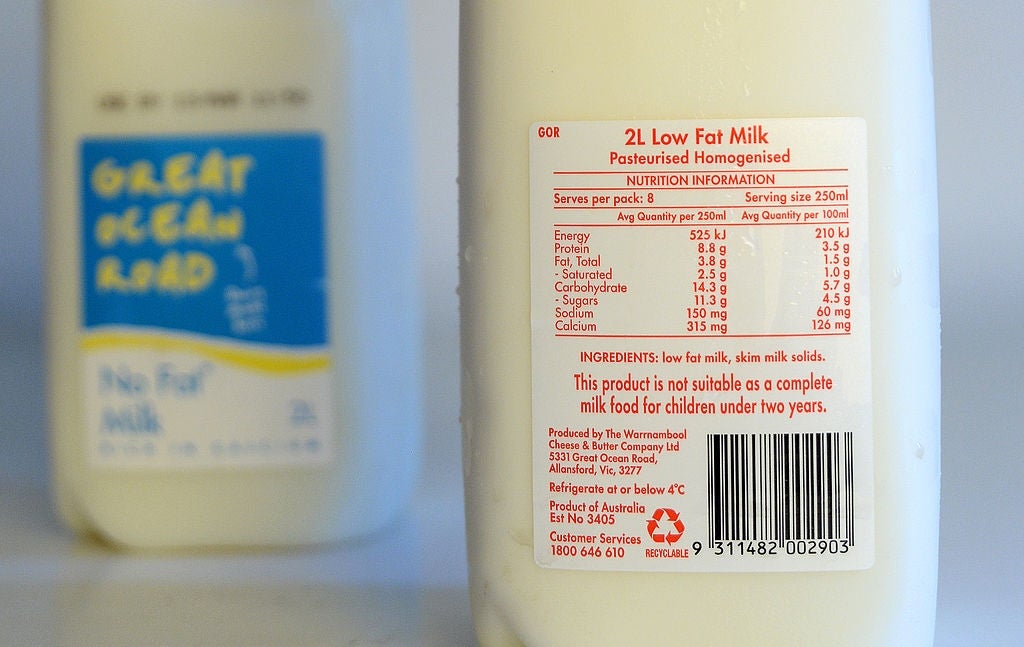 GREAT
OCEAN
ROAD
No Fat
Milk
GOR
2L Low Fat Milk
Pasteurised Homogenised
NUTRITION INFORMATION
Serves per pack: 8 Serving size 250ml
Avg Quantity per 250ml Avg Quantity per 100ml
Energy 525 kJ 210 kJ
Protein 8.8 g 3.5 g
Fat, Total 3.8 g 1.5 g
- Saturated 2.5 g 1.0 g
Carbohydrate 14.3 g 5.7 g
- Sugars 11.3 g 4.5 g
Sodium 150 mg 60 mg
Calcium 315 mg 126 mg
INGREDIENTS: low fat milk, skim milk solids.
This product is not suitable as a complete
milk food for children under two years.
Produced by The Warrnambool
Cheese & Butter Company Ltd
5331 Great Ocean Road,
Allansford, Vic, 3277
Refrigerate at or below 4°C
Product of Australia
Est No 3405
Customer Services
1800 646 610
RECYCLABLE
9 311482 002903